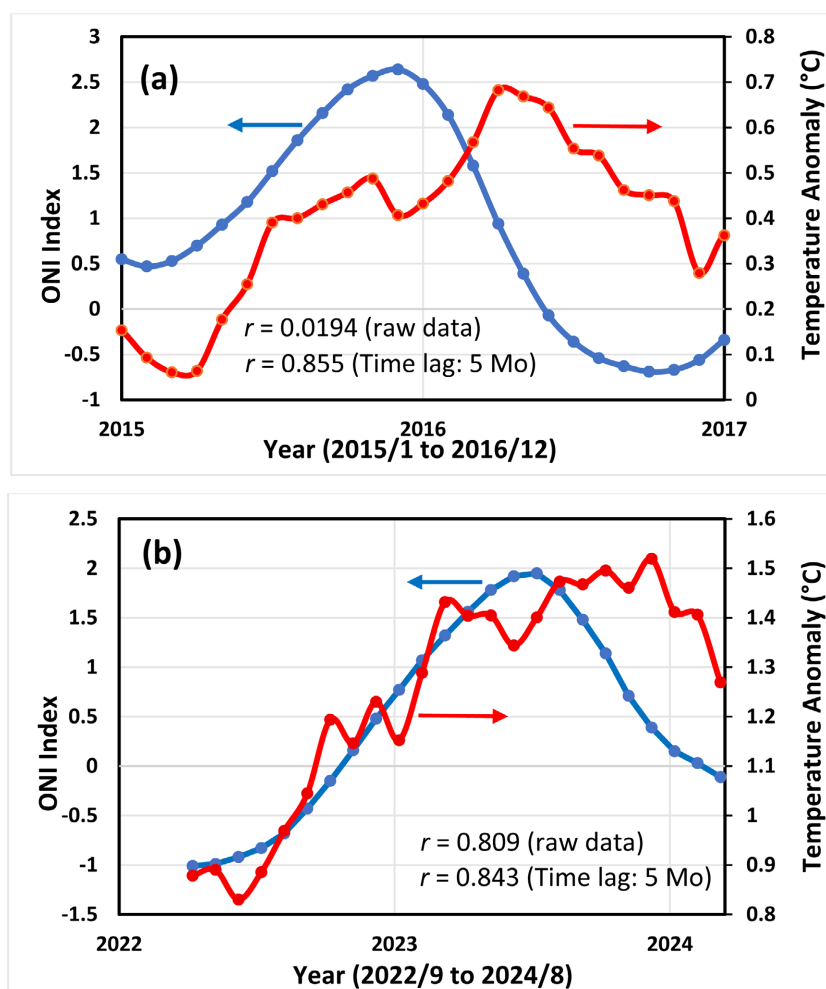 (a)
ONI Index
3
2.5
2
1.5
1
0.5
0
-0.5
-1
0.8
0.7
0.6
0.5
0.4
0.3
0.2
0.1
0
Temperature Anomaly (°C)
r = 0.0194 (raw data)
r = 0.855 (Time lag: 5 Mo)
2015 2016 2017
Year (2015/1 to 2016/12)
(b)
ONI Index
2.5
2
1.5
1
0.5
0
-0.5
-1
-1.5
1.6
1.5
1.4
1.3
1.2
1.1
1
0.9
0.8
Temperature Anomaly (°C)
r = 0.809 (raw data)
r = 0.843 (Time lag: 5 Mo)
2022 2023 2024
Year (2022/9 to 2024/8)